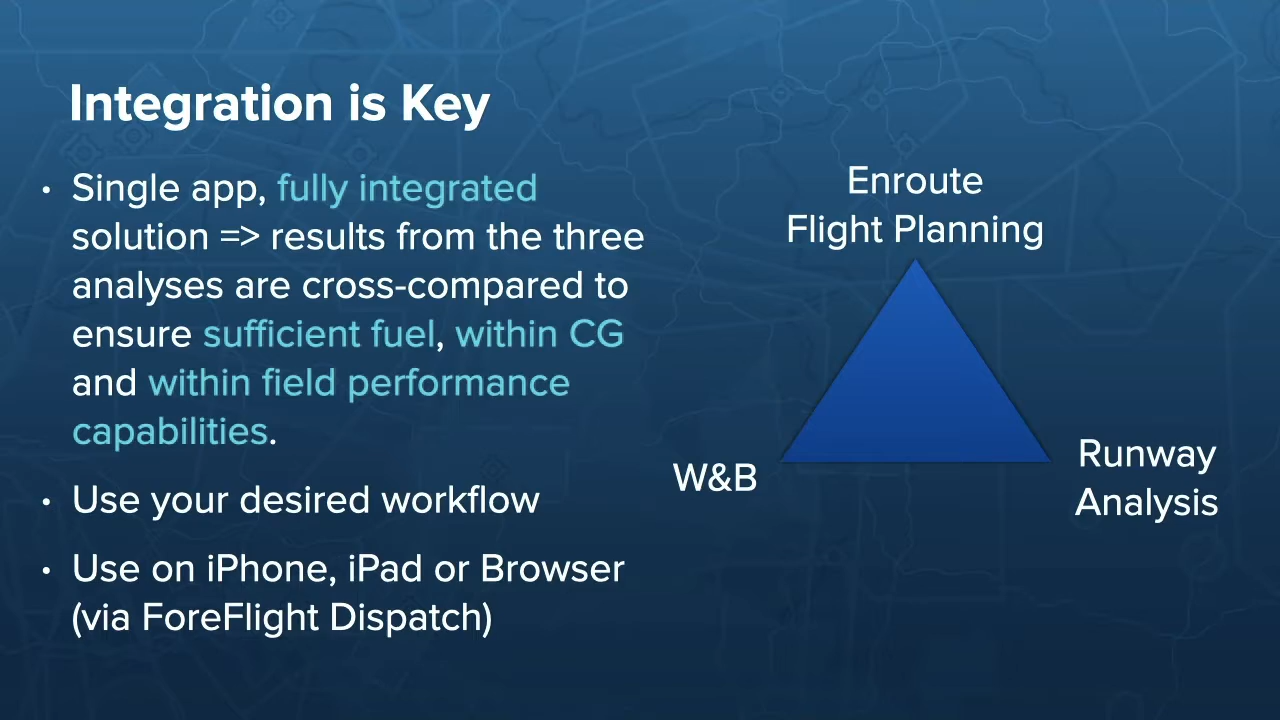 Integration is Key
• Single app, fully integrated
solution => results from the three
analyses are cross-compared to
ensure sufficient fuel, within CG
and within field performance
capabilities.
• Use your desired workflow
• Use on iPhone, iPad or Browser
(via ForeFlight Dispatch)
Enroute
Flight Planning
W&B
Runway
Analysis